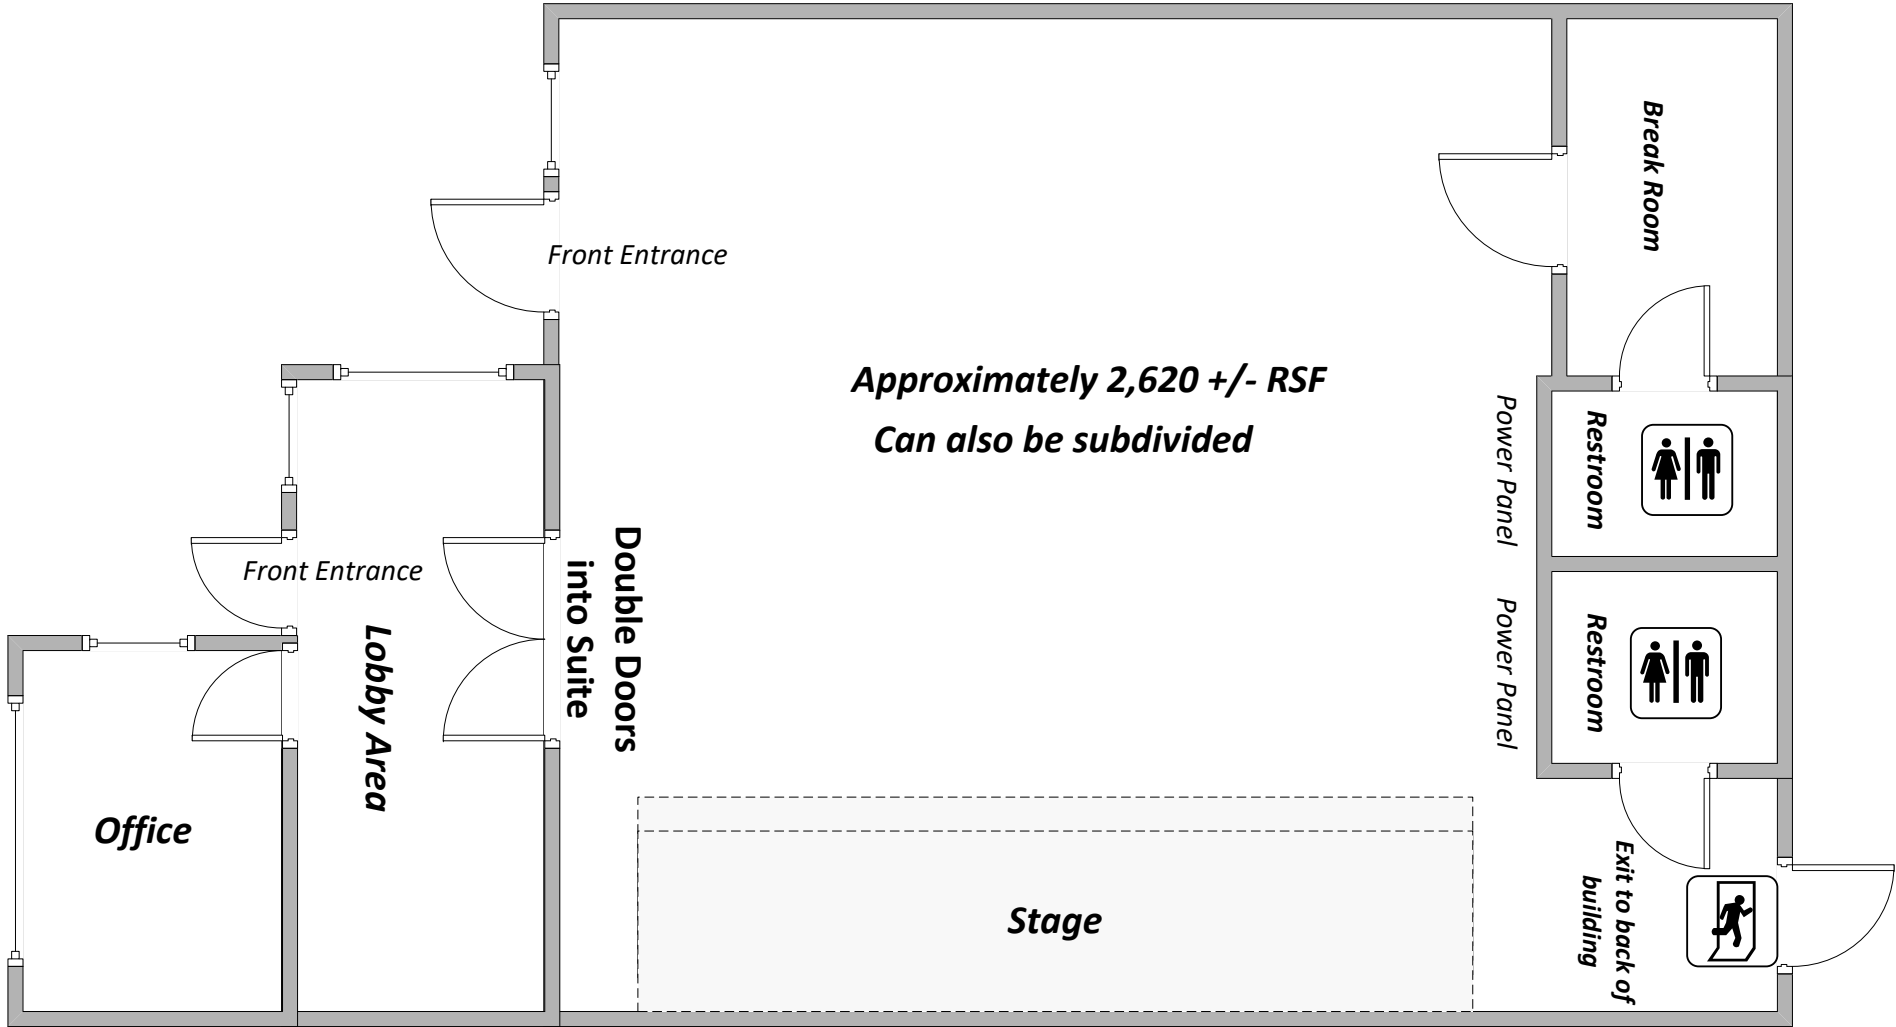 Break Room
Front Entrance
Approximately 2,620 +/- RSF
Can also be subdivided
Power Panel
Restroom
Front Entrance
Double Doors
into Suite
Lobby Area
Power Panel
Restroom
Office
Stage
Exit to back of
building